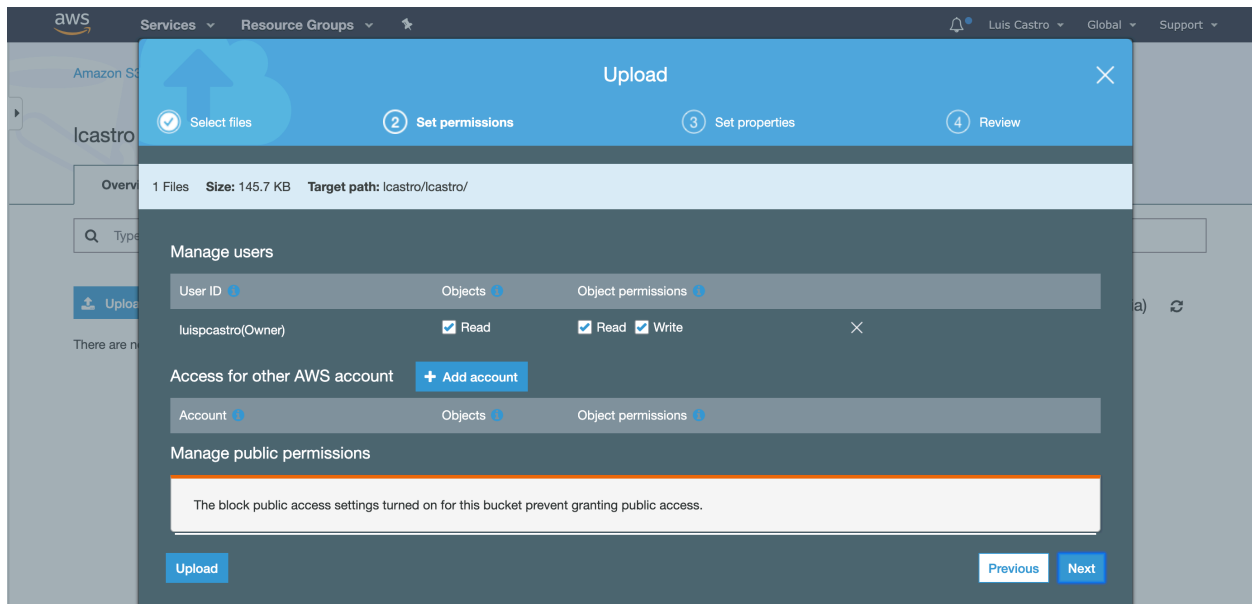 aws Services Resource Groups Luis Castro Global Support
Amazon S3
Upload
Select files 2 Set permissions 3 Set properties 4 Review
lcastro
1 Files Size: 145.7 KB Target path: lcastro/lcastro/
Type
Manage users
User ID Objects Object permissions
luispcastro(Owner) Read Read Write
There are
Access for other AWS account + Add account
Account Objects Object permissions
Manage public permissions
The block public access settings turned on for this bucket prevent granting public access.
Upload Previous Next